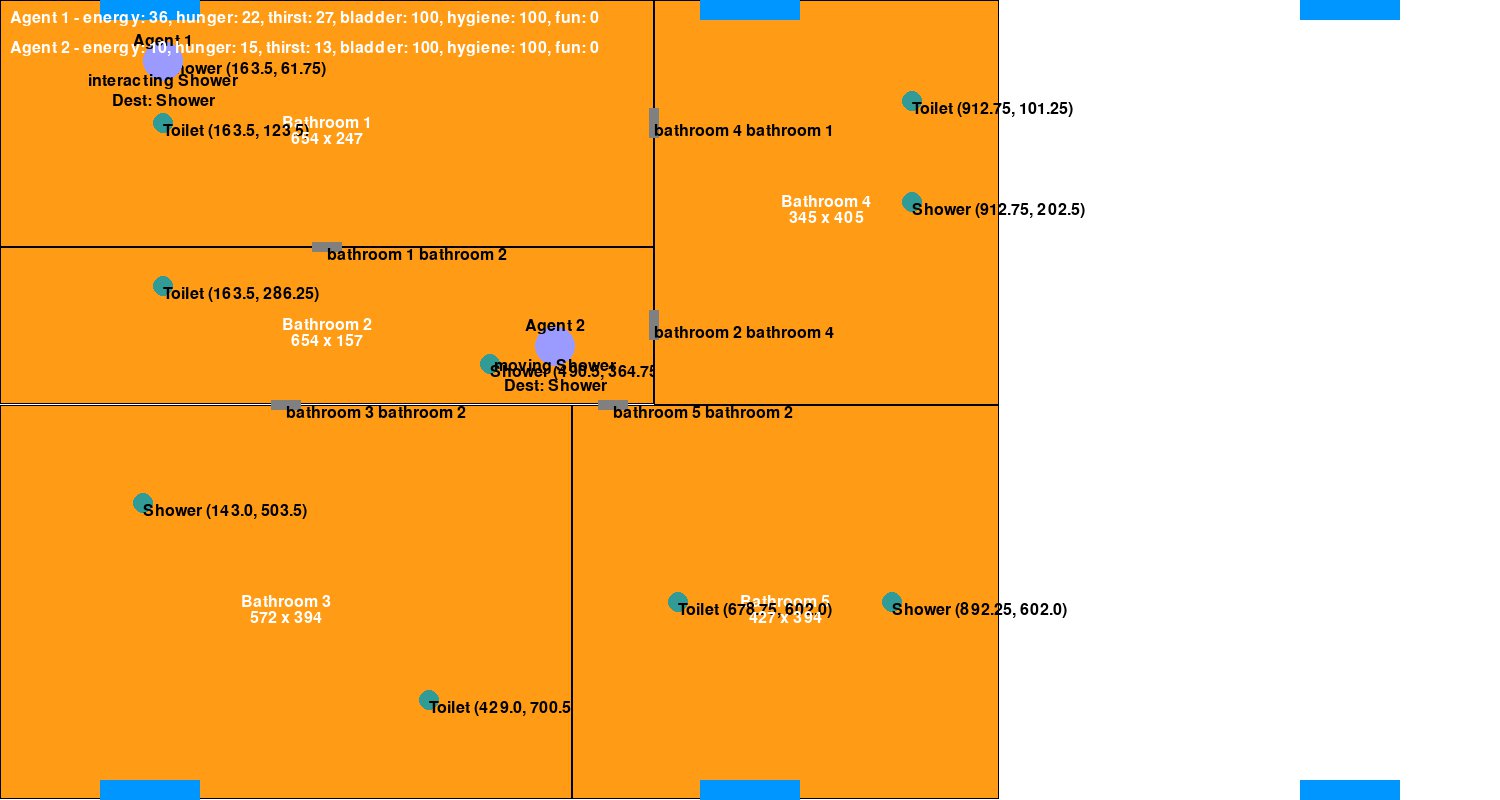 Agent 1 - energy: 36, hunger: 22, thirst: 27, bladder: 100, hygiene: 100, fun: 0
Agent 2 - energy: 10, hunger: 15, thirst: 13, bladder: 100, hygiene: 100, fun: 0
Agent 1
ower (163.5, 61.75)
interacting Shower
Dest: Shower
Toilet (163.5, 123.5)
Bathroom 1
654 x 247
bathroom 4 bathroom 1
Toilet (912.75, 101.25)
Bathroom 4
345 x 405
Shower (912.75, 202.5)
bathroom 1 bathroom 2
Toilet (163.5, 286.25)
Bathroom 2
654 x 157
Agent 2
moving Shower
Shower (490.5, 364.75
Dest: Shower
bathroom 2 bathroom 4
bathroom 3 bathroom 2
bathroom 5 bathroom 2
Shower (143.0, 503.5)
Bathroom 3
572 x 394
Toilet (429.0, 700.5
Toilet (678.75, 602.0)
Bathroom 5
427 x 394
Shower (892.25, 602.0)